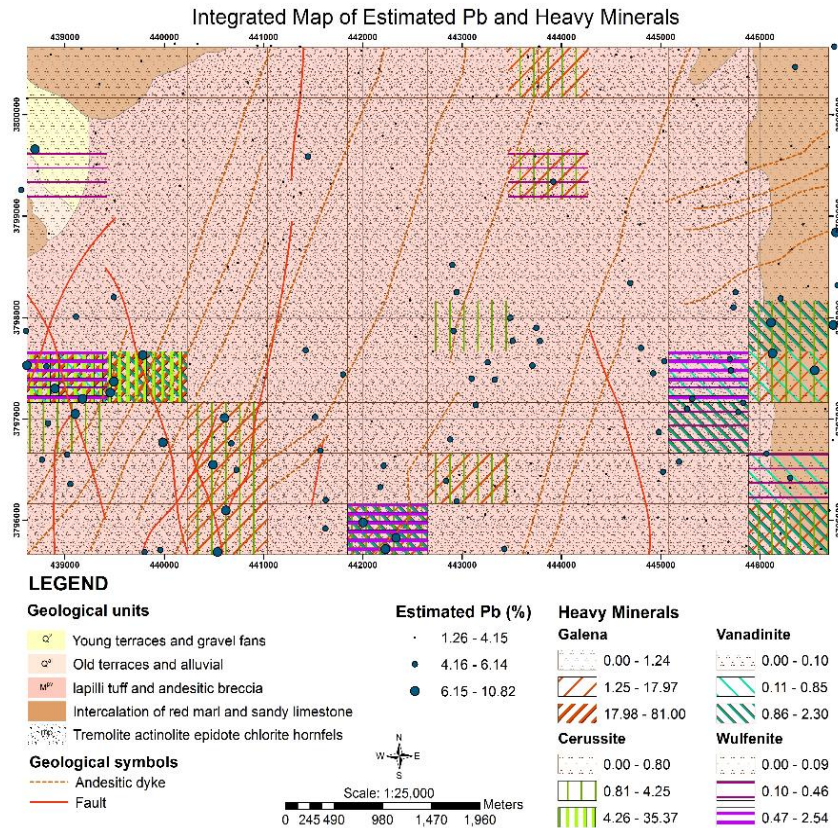 Integrated Map of Estimated Pb and Heavy Minerals
439000 440000 441000 442000 443000 444000 445000 446000
3800000
3799000
3798000
3797000
3796000
439000 440000 441000 442000 443000 444000 445000 446000
LEGEND
Geological units
Young terraces and gravel fans
Old terraces and alluvial
lapilli tuff and andesitic breccia
Intercalation of red marl and sandy limestone
Tremolite actinolite epidote chlorite hornfels
Geological symbols
Andesitic dyke
Fault
Estimated Pb (%)
1.26 - 4.15
4.16 - 6.14
6.15 - 10.82
N
W E
S
Scale: 1:25,000
Meters
0 245 490 980 1,470 1,960
Heavy Minerals
Galena
0.00 - 1.24
1.25 - 17.97
17.98 - 81.00
Cerussite
0.00 - 0.80
0.81 - 4.25
4.26 - 35.37
Vanadinite
0.00 - 0.10
0.11 - 0.85
0.86 - 2.30
Wulfenite
0.00 - 0.09
0.10 - 0.46
0.47 - 2.54